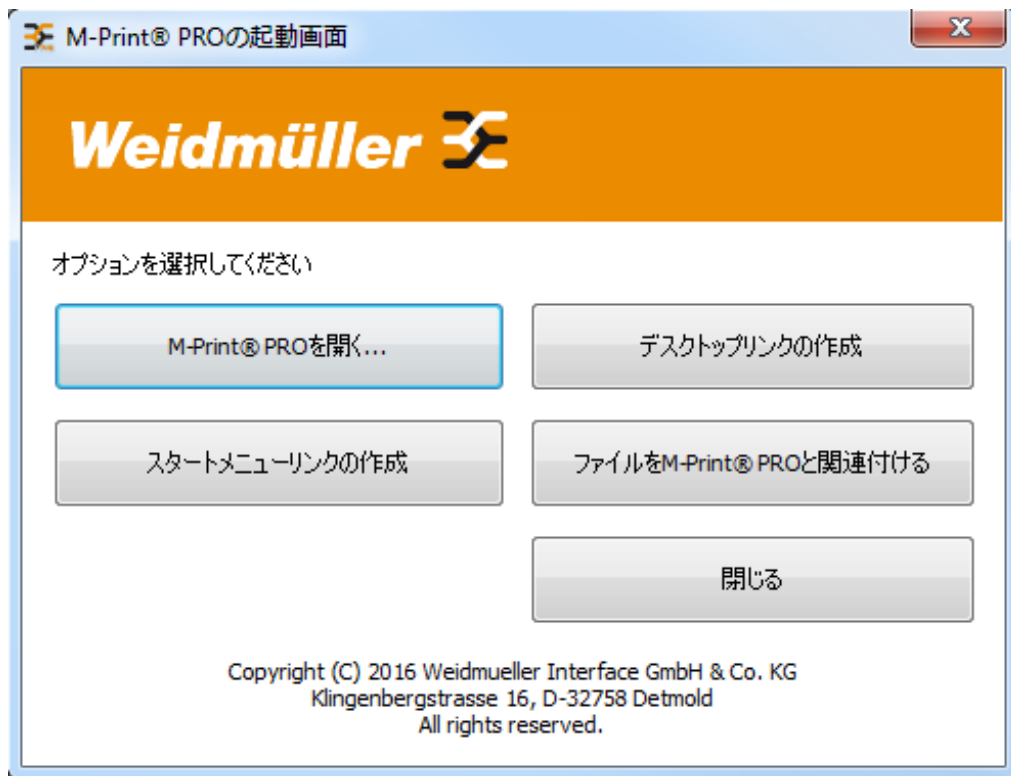 M-Print® PROの起動画面
Weidmüller
オプションを選択してください
M-Print® PROを開く...
デスクトップリンクの作成
スタートメニューリンクの作成
ファイルをM-Print® PROと関連付ける
閉じる
Copyright (C) 2016 Weidmueller Interface GmbH & Co. KG
Klingenbergstrasse 16, D-32758 Detmold
All rights reserved.